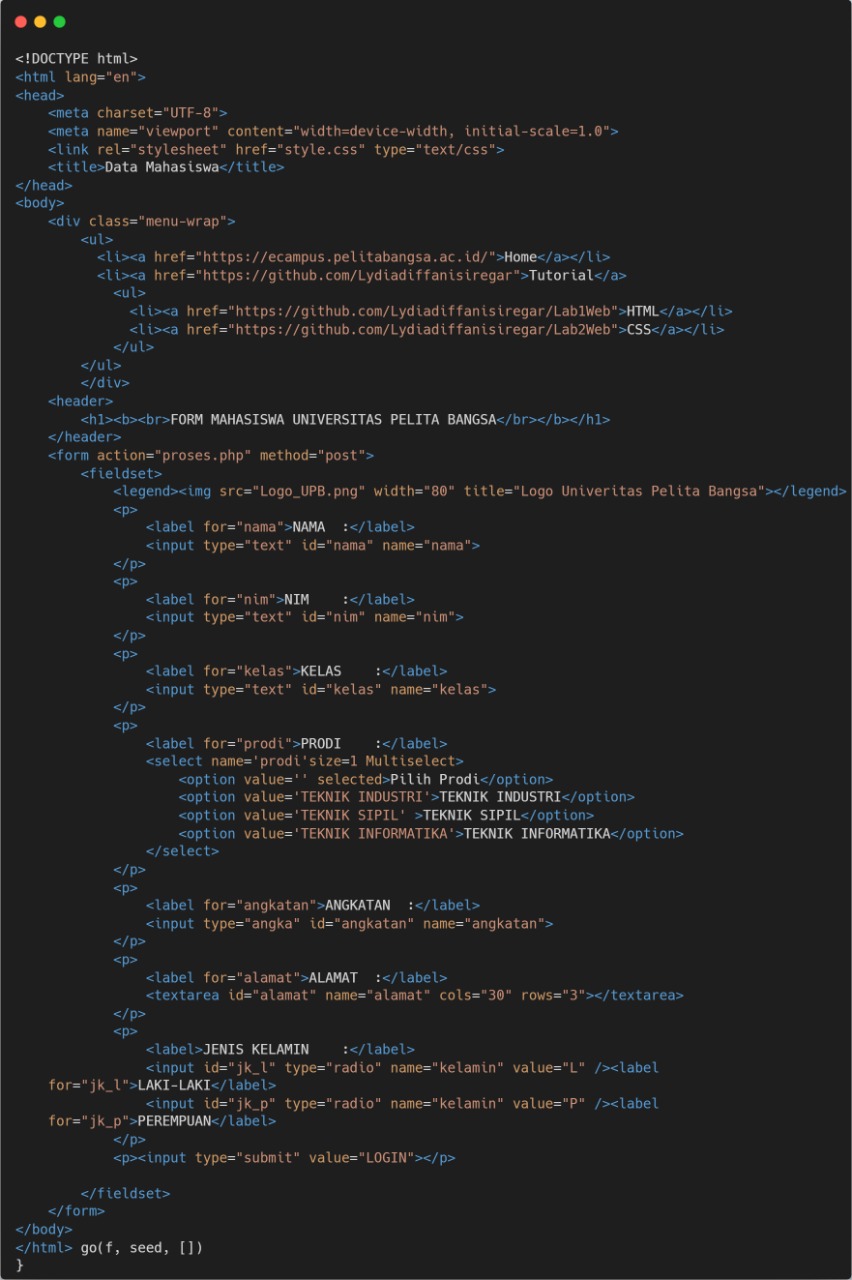 <!DOCTYPE html>
<html lang="en">
<head>
    <meta charset="UTF-8">
    <meta name="viewport" content="width=device-width, initial-scale=1.0">
    <link rel="stylesheet" href="style.css" type="text/css">
    <title>Data Mahasiswa</title>
</head>
<body>
    <div class="menu-wrap">
        <ul>
          <li><a href="https://ecampus.pelitabangsa.ac.id/">Home</a></li>
          <li><a href="https://github.com/Lydiadiffanisiregar">Tutorial</a>
            <ul>
              <li><a href="https://github.com/Lydiadiffanisiregar/Lab1Web">HTML</a></li>
              <li><a href="https://github.com/Lydiadiffanisiregar/Lab2Web">CSS</a></li>
            </ul>
        </ul>
        </div>
    <header>
        <h1><b><br>FORM MAHASISWA UNIVERSITAS PELITA BANGSA</br></b></h1>
    </header>
    <form action="proses.php" method="post">
        <fieldset>
            <legend><img src="Logo_UPB.png" width="80" title="Logo Univeritas Pelita Bangsa"></legend>
            <p>
                <label for="nama">NAMA  :</label>
                <input type="text" id="nama" name="nama">
            </p>
            <p>
                <label for="nim">NIM    :</label>
                <input type="text" id="nim" name="nim">
            </p>
            <p>
                <label for="kelas">KELAS    :</label>
                <input type="text" id="kelas" name="kelas">
            </p>
            <p>
                <label for="prodi">PRODI    :</label>
                <select name='prodi'size=1 Multiselect>
                    <option value='' selected>Pilih Prodi</option>
                    <option value='TEKNIK INDUSTRI'>TEKNIK INDUSTRI</option>
                    <option value='TEKNIK SIPIL' >TEKNIK SIPIL</option>
                    <option value='TEKNIK INFORMATIKA'>TEKNIK INFORMATIKA</option>
                </select>
            </p>
            <p>
                <label for="angkatan">ANGKATAN  :</label>
                <input type="angka" id="angkatan" name="angkatan">
            </p>
            <p>
                <label for="alamat">ALAMAT  :</label>
                <textarea id="alamat" name="alamat" cols="30" rows="3"></textarea>
            </p>
            <p>
                <label>JENIS KELAMIN    :</label>
                <input id="jk_l" type="radio" name="kelamin" value="L" /><label
    for="jk_l">LAKI-LAKI</label>
                <input id="jk_p" type="radio" name="kelamin" value="P" /><label
    for="jk_p">PEREMPUAN</label>
            </p>
            <p><input type="submit" value="LOGIN"></p>

        </fieldset>
    </form>
</body>
</html> go(f, seed, [])
}